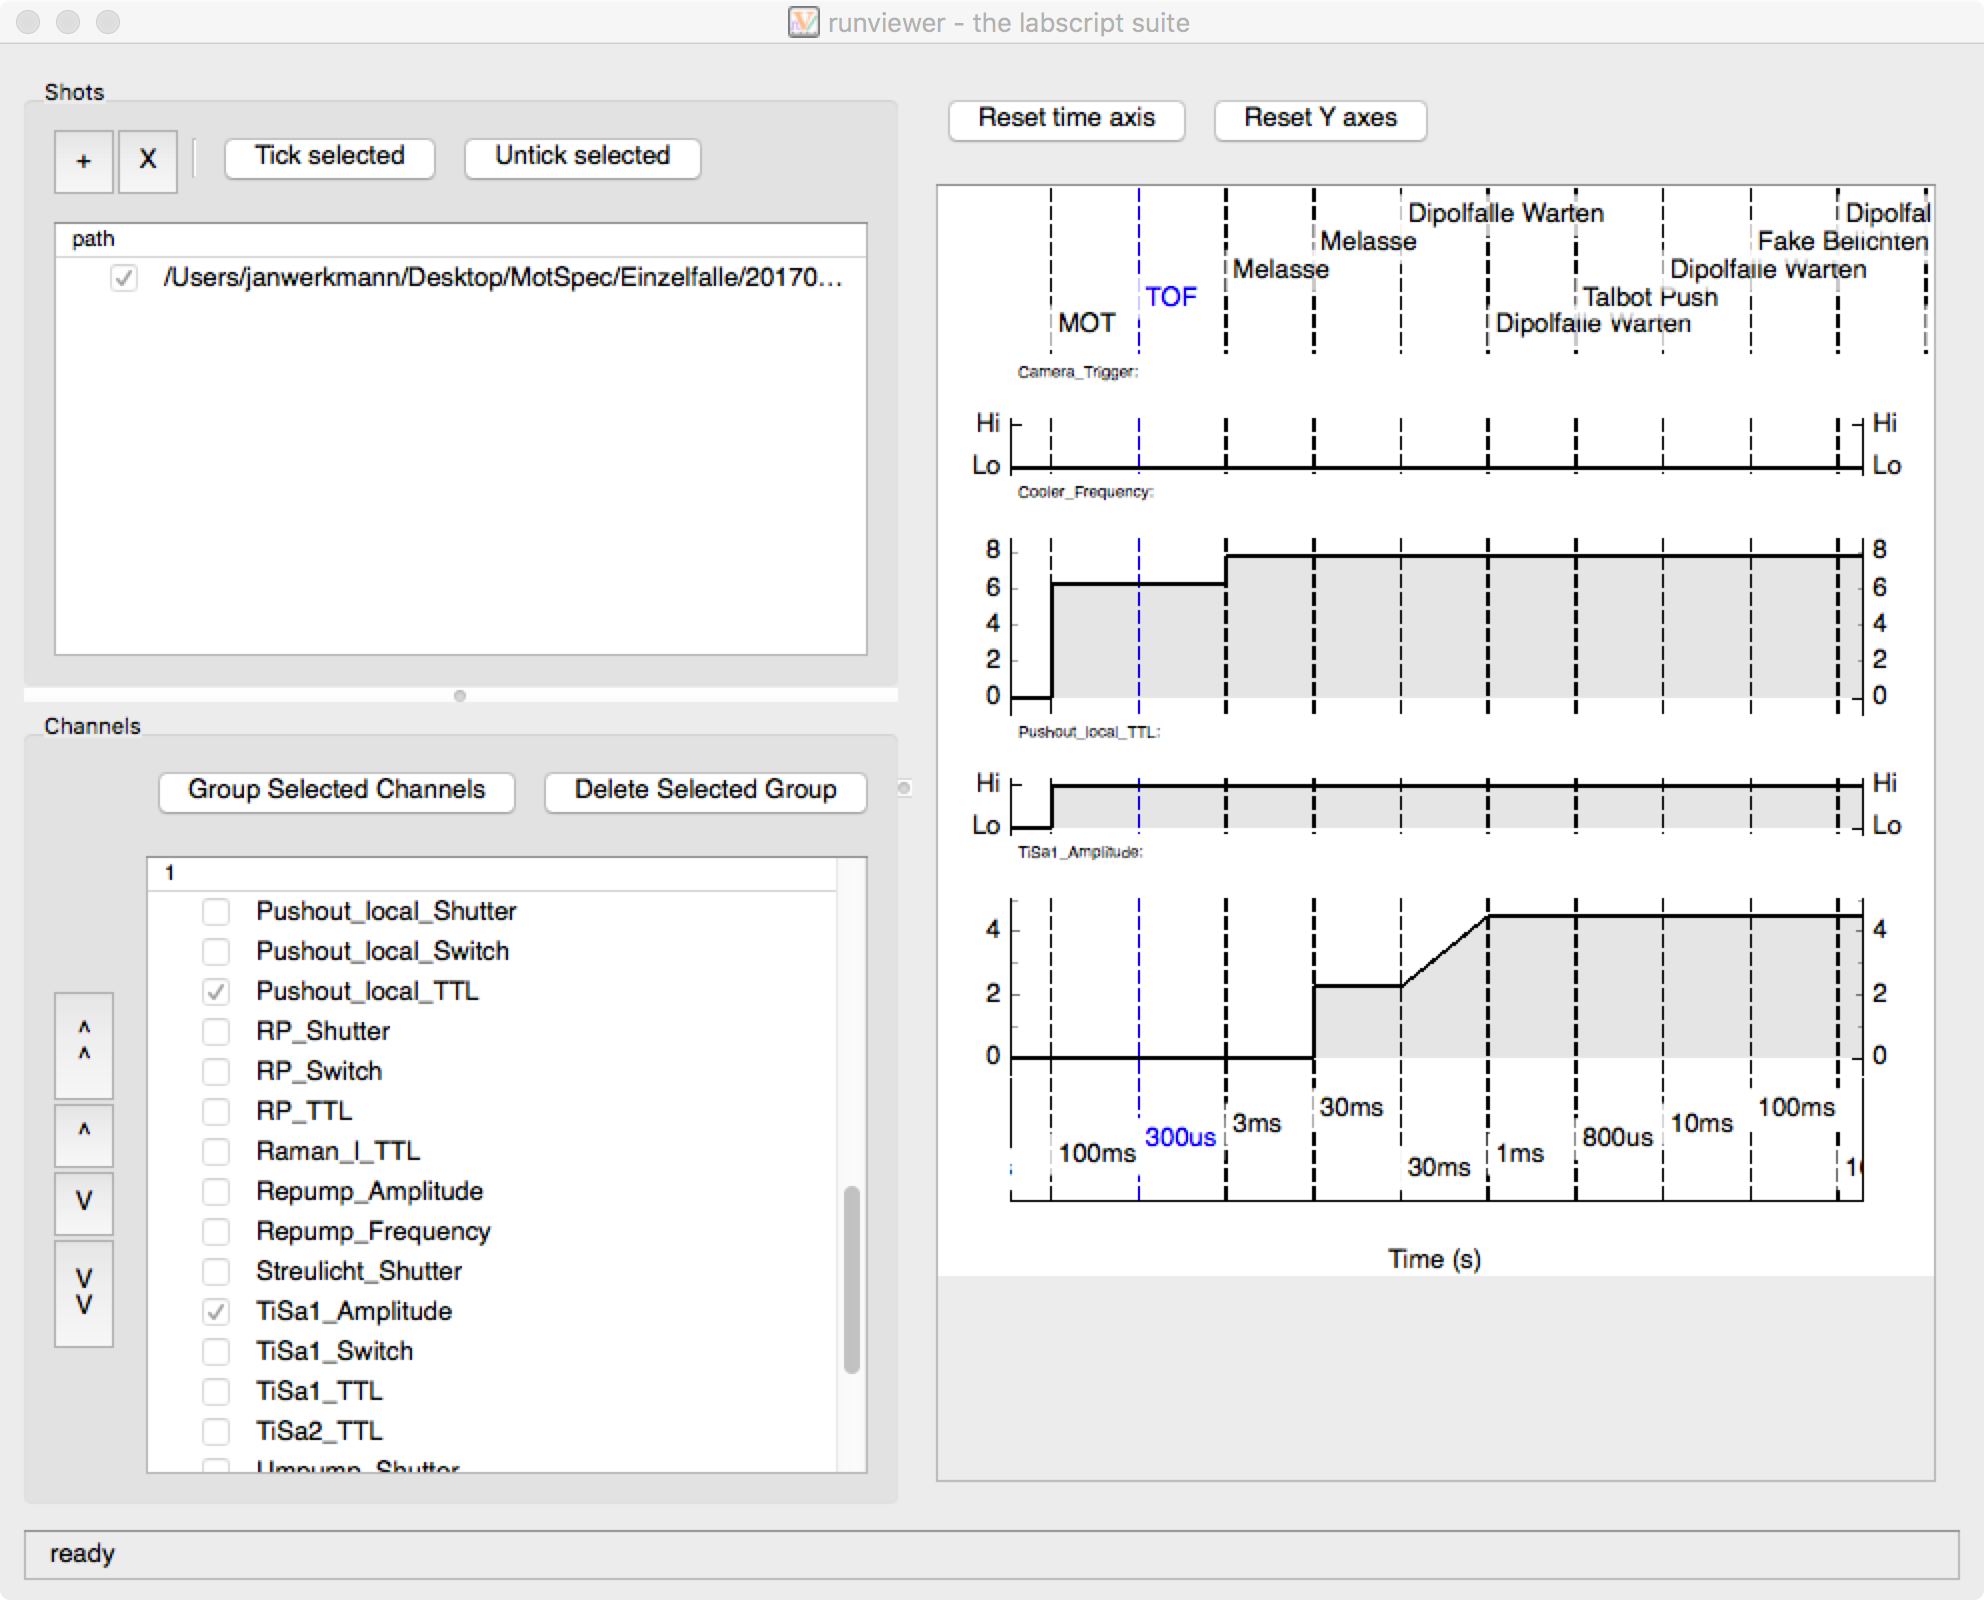 runviewer - the labscript suite
Shots
+ X Tick selected Untick selected
path
/Users/janwerkmann/Desktop/MotSpec/Einzelfalle/20170...
Channels
Group Selected Channels Delete Selected Group
1
Pushout_local_Shutter
Pushout_local_Switch
Pushout_local_TTL
RP_Shutter
RP_Switch
RP_TTL
Raman_I_TTL
Repump_Amplitude
Repump_Frequency
Streulicht_Shutter
TiSa1_Amplitude
TiSa1_Switch
TiSa1_TTL
TiSa2_TTL
Umpump_Shutter
^
^
^
V
V
V
Reset time axis Reset Y axes
Dipolfalle Warten Dipolfal
Melasse Fake Belichten
Melasse Dipolfalle Warten
TOF Talbot Push
MOT Dipolfalle Warten
Camera_Trigger:
Hi Hi
Lo Lo
Cooler_Frequency:
8 8
6 6
4 4
2 2
0 0
Pushout_local_TTL:
Hi Hi
Lo Lo
TiSa1_Amplitude:
4 4
2 2
0 0
30ms 100ms
3ms 10ms
300us 800us
100ms 1ms
30ms
Time (s)
ready